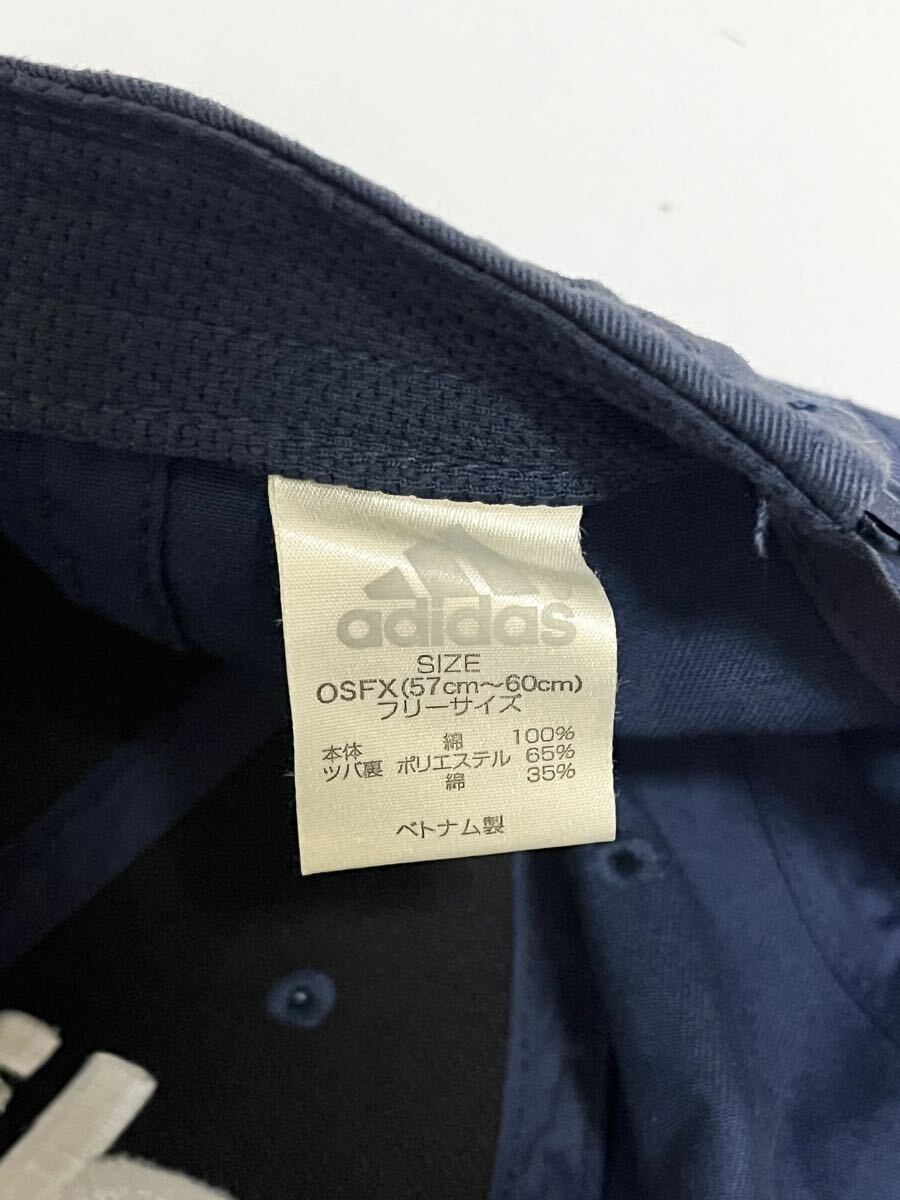 adidas
SIZE
OSFX(57cm～60cm)
フリーサイズ
本体 綿 100%
ツバ裏 ポリエステル 65%
綿 35%
ベトナム製